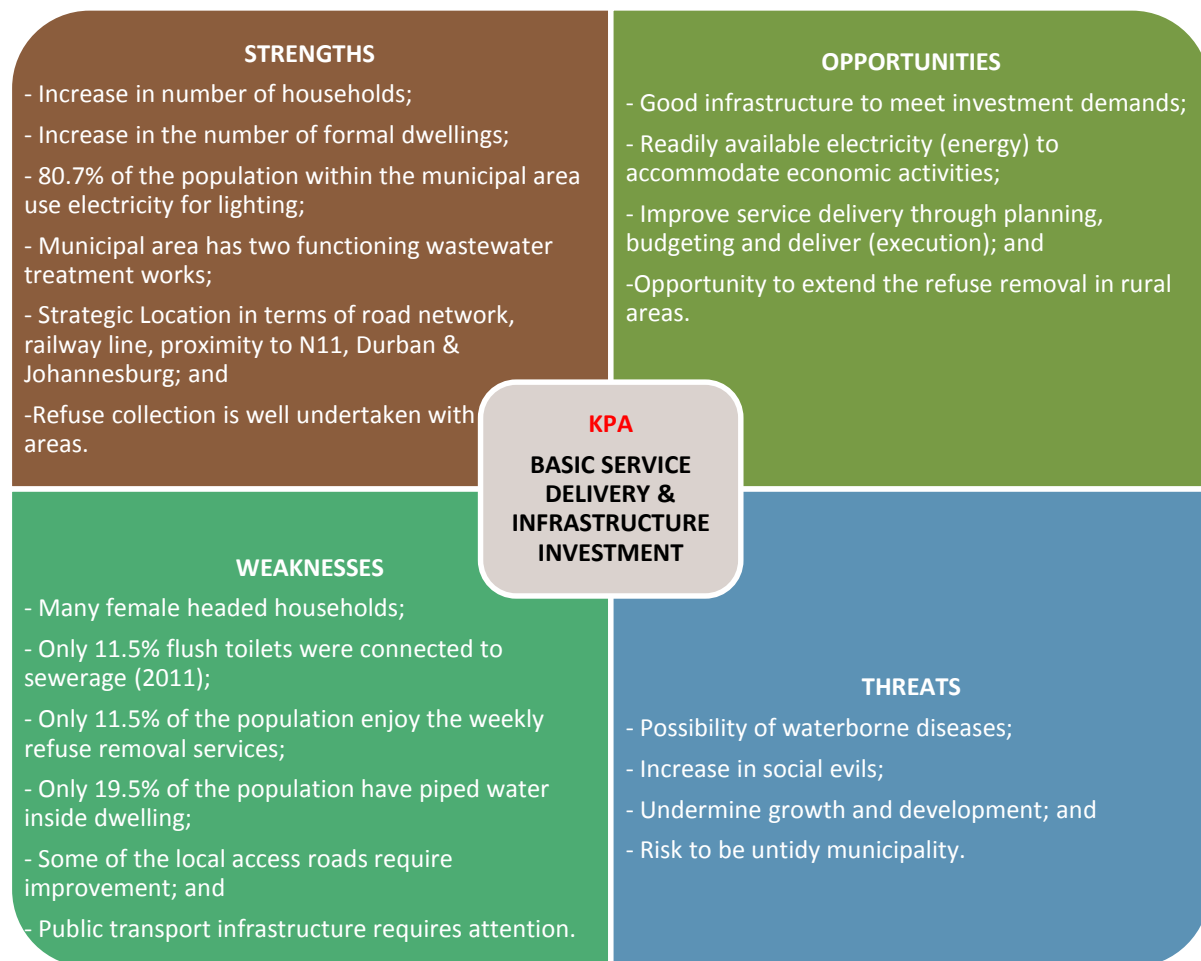 STRENGTHS
- Increase in number of households;
- Increase in the number of formal dwellings;
- 80.7% of the population within the municipal area
use electricity for lighting;
- Municipal area has two functioning wastewater
treatment works;
- Strategic Location in terms of road network,
railway line, proximity to N11, Durban &
Johannesburg; and
-Refuse collection is well undertaken with
areas.
OPPORTUNITIES
- Good infrastructure to meet investment demands;
- Readily available electricity (energy) to
accommodate economic activities;
- Improve service delivery through planning,
budgeting and deliver (execution); and
-Opportunity to extend the refuse removal in rural
areas.
KPA
BASIC SERVICE
DELIVERY &
INFRASTRUCTURE
INVESTMENT
WEAKNESSES
- Many female headed households;
- Only 11.5% flush toilets were connected to
sewerage (2011);
- Only 11.5% of the population enjoy the weekly
refuse removal services;
- Only 19.5% of the population have piped water
inside dwelling;
- Some of the local access roads require
improvement; and
- Public transport infrastructure requires attention.
THREATS
- Possibility of waterborne diseases;
- Increase in social evils;
- Undermine growth and development; and
- Risk to be untidy municipality.